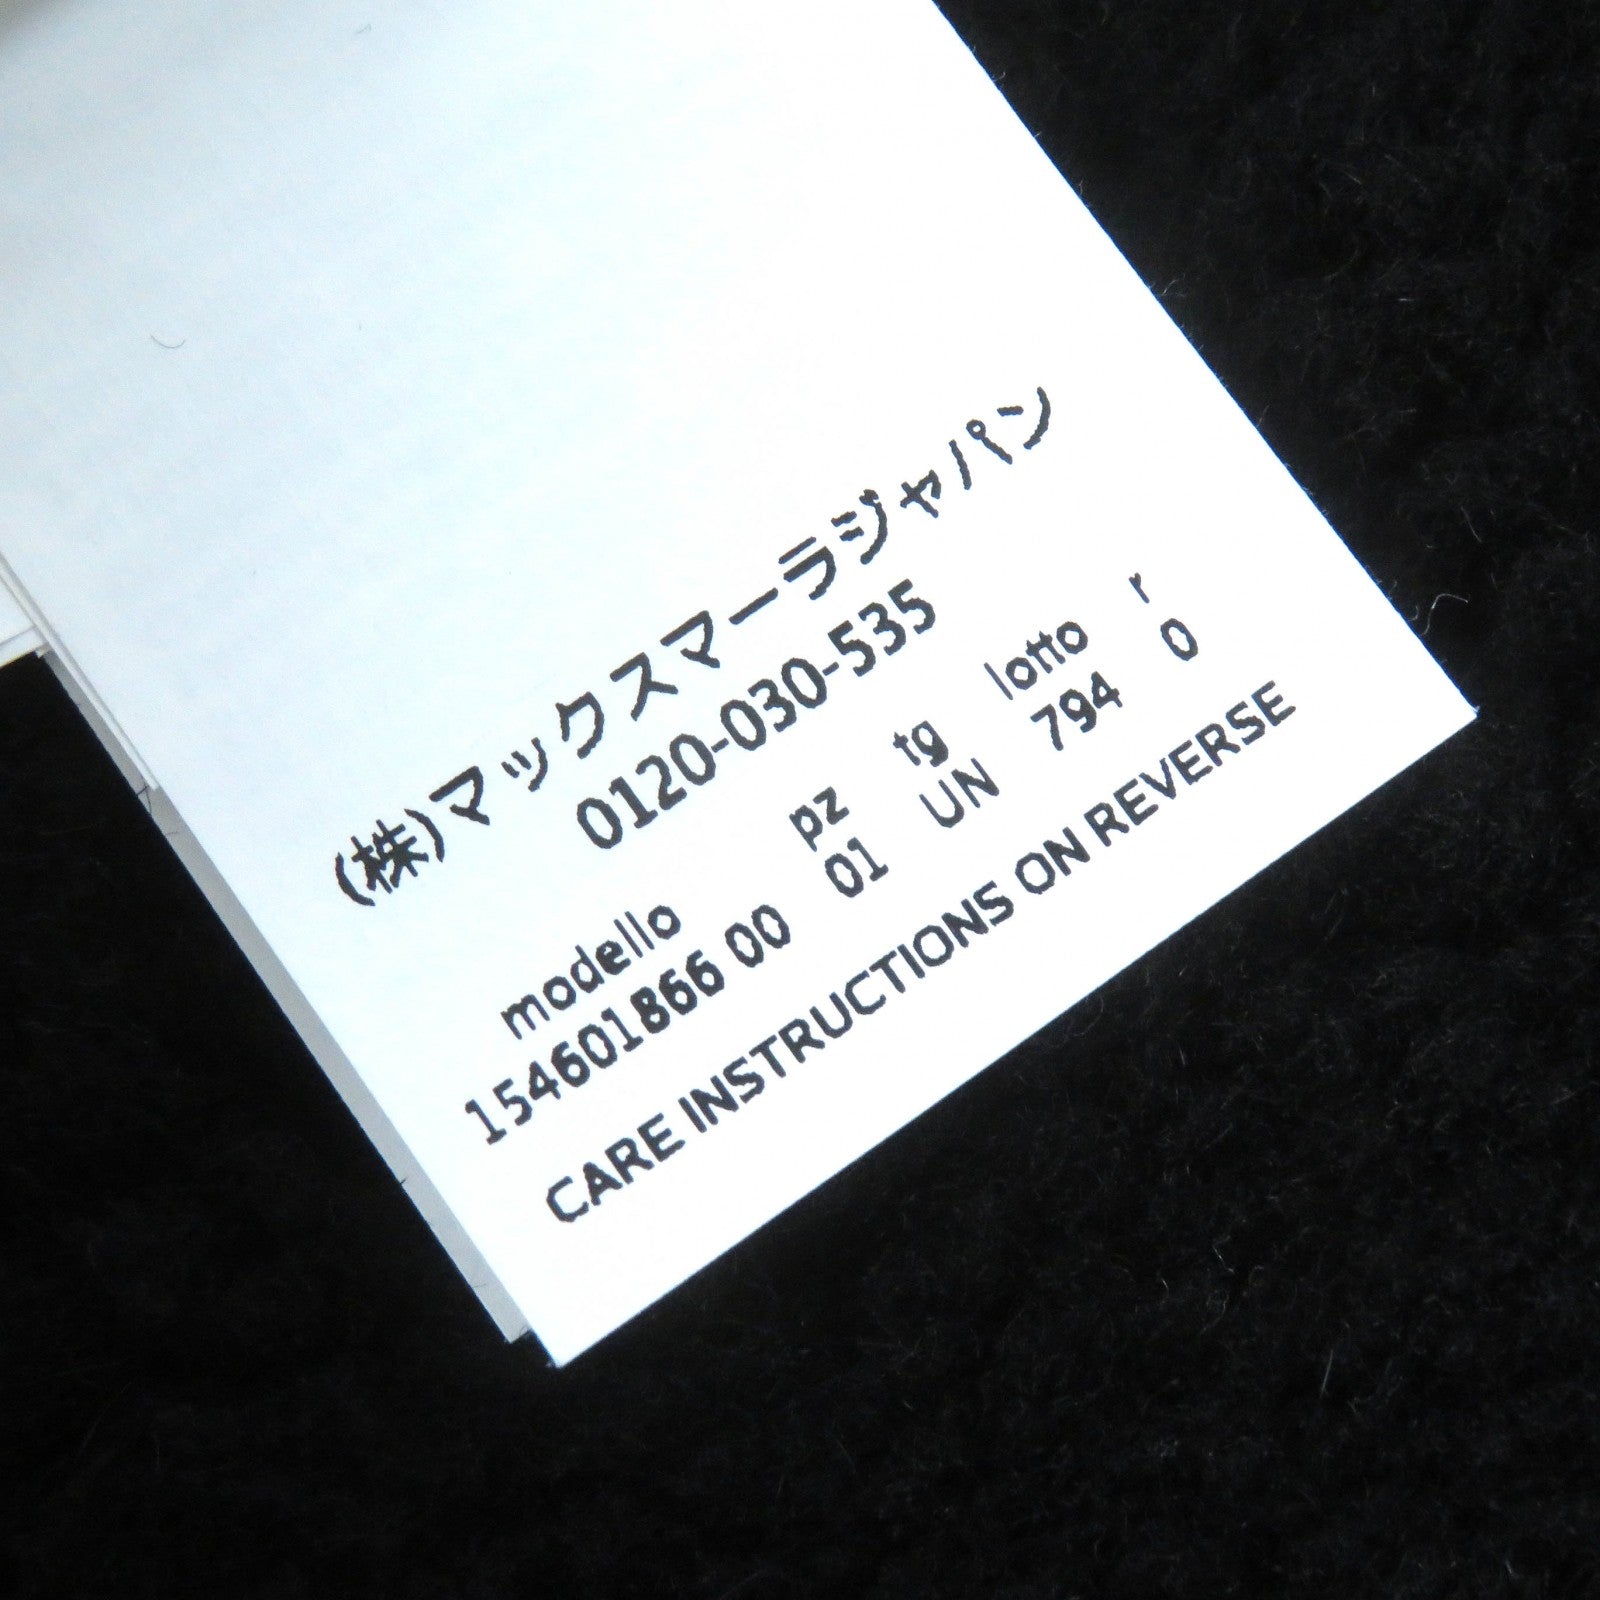 (株)マックスマーラジャパン
0120-030-535
modello pz tg lotto r
154601866 00 01 UN 794 0
CARE INSTRUCTIONS ON REVERSE